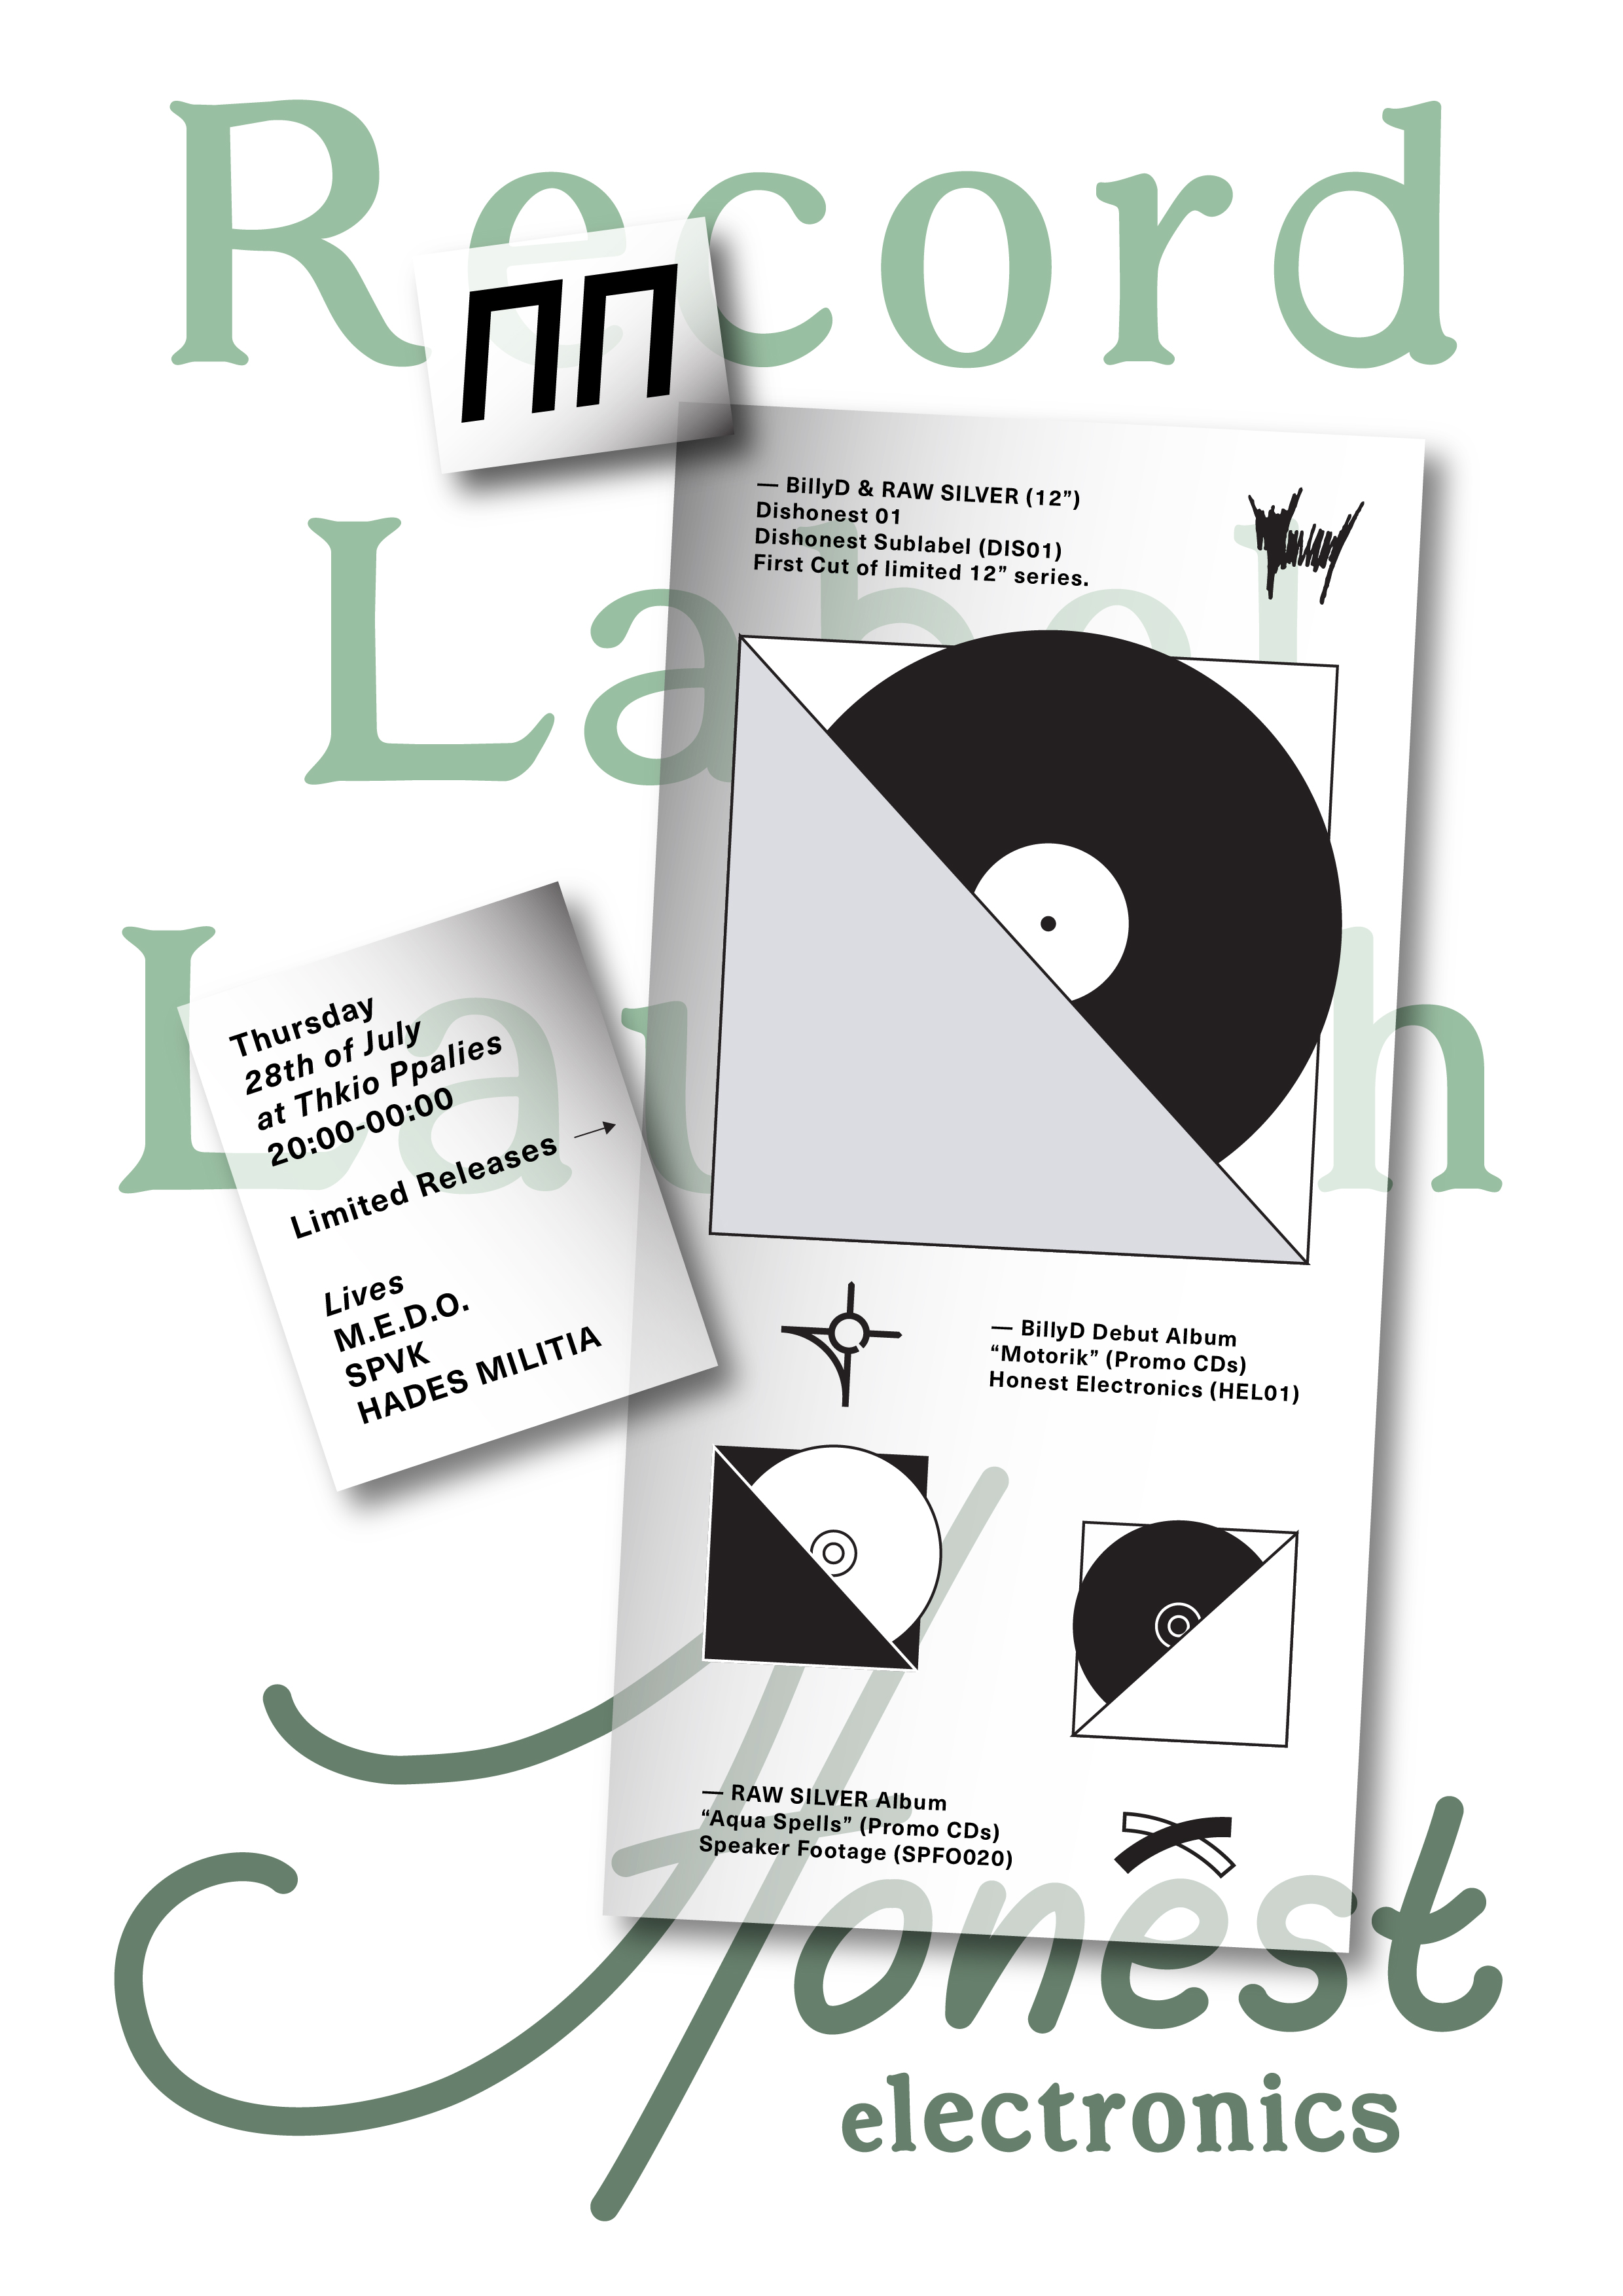 Record
ΠΠ
Label
Launch
— BillyD & RAW SILVER (12”)
Dishonest 01
Dishonest Sublabel (DIS01)
First Cut of limited 12” series.
Thursday
28th of July
at Thkio Ppalies
20:00-00:00
Limited Releases →
Lives
M.E.D.O.
SPVK
HADES MILITIA
— BillyD Debut Album
“Motorik” (Promo CDs)
Honest Electronics (HEL01)
— RAW SILVER Album
“Aqua Spells” (Promo CDs)
Speaker Footage (SPFO020)
Honest
electronics